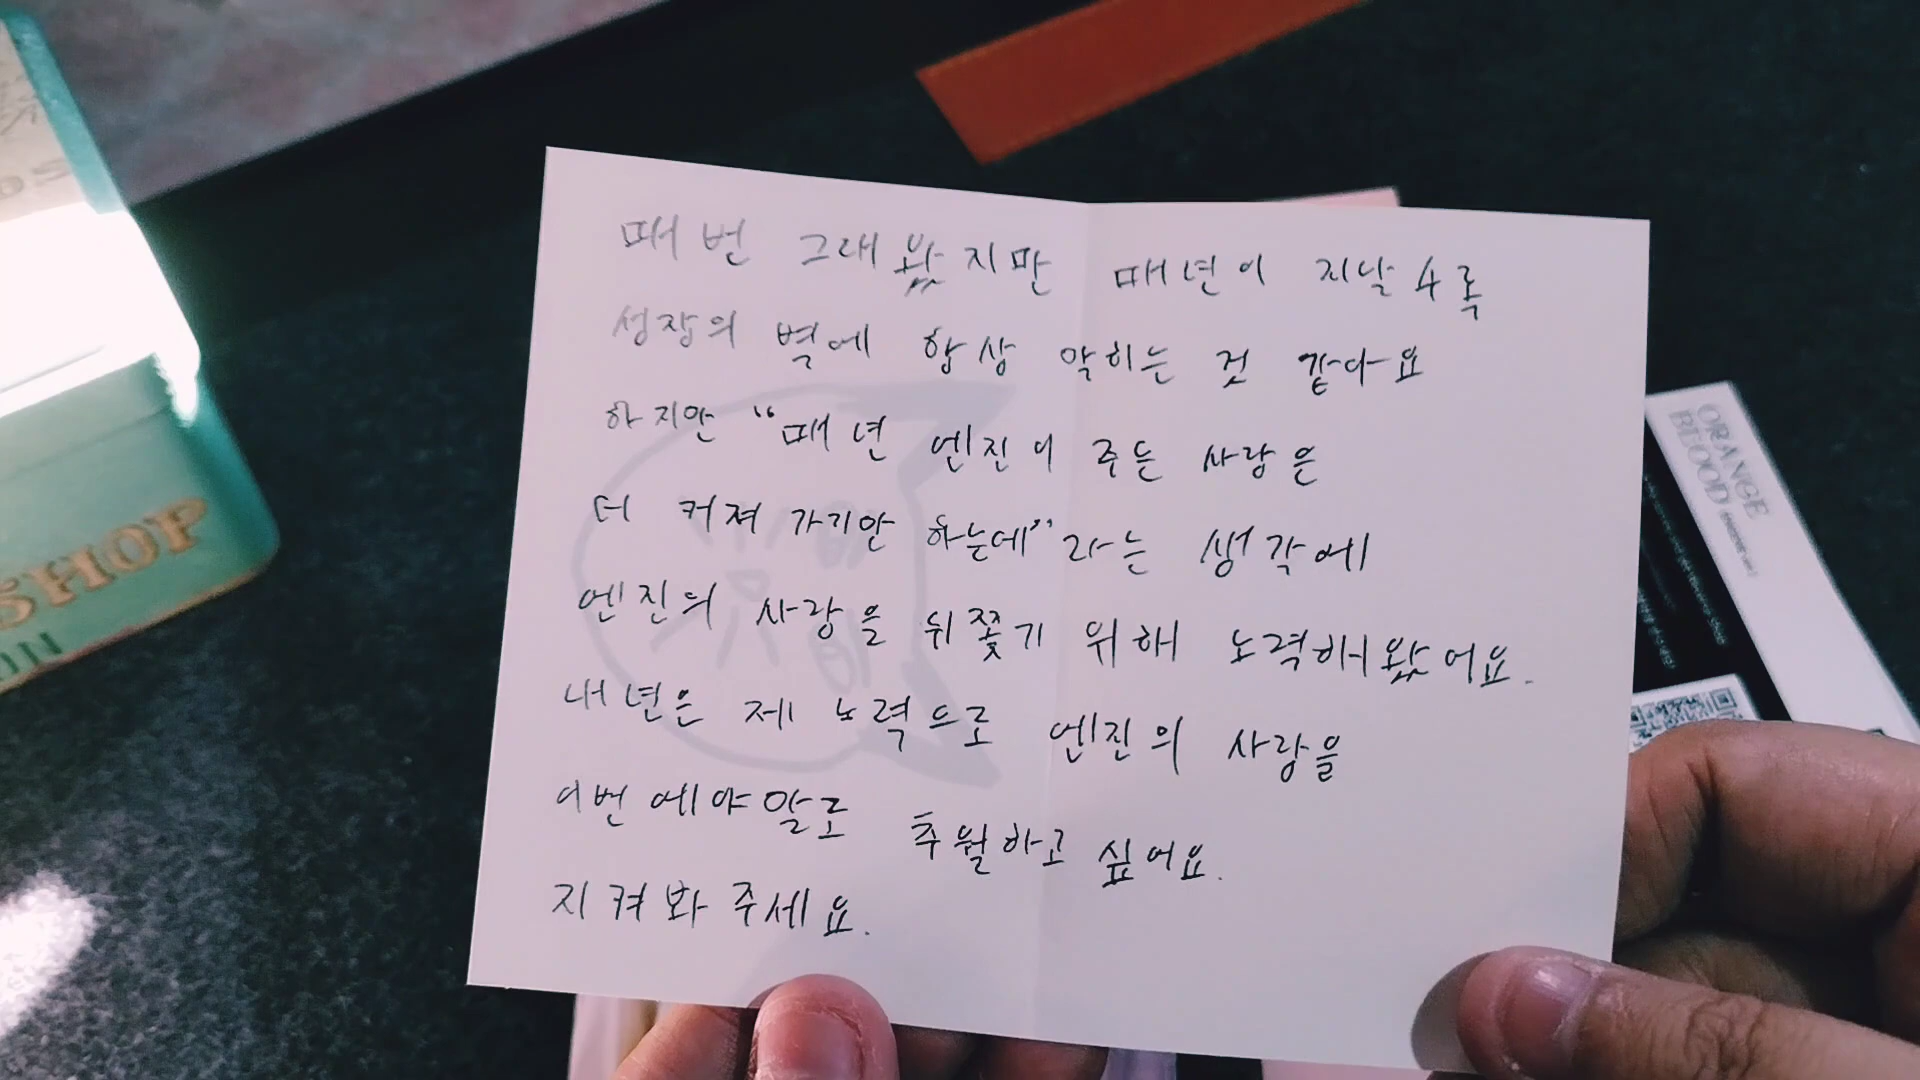 매번 그래왔지만 매년이 지날수록
성장의 벽에 항상 막히는 것 같아요
하지만 "매년 엔진이 주는 사랑은
더 커져 가기만 하는데" 라는 생각에
엔진의 사랑을 뒤쫓기 위해 노력해왔어요.
내년은 제 노력으로 엔진의 사랑을
이번에야말로 추월하고 싶어요.
지켜봐주세요.
SHOP
ORANGE
BLOOD